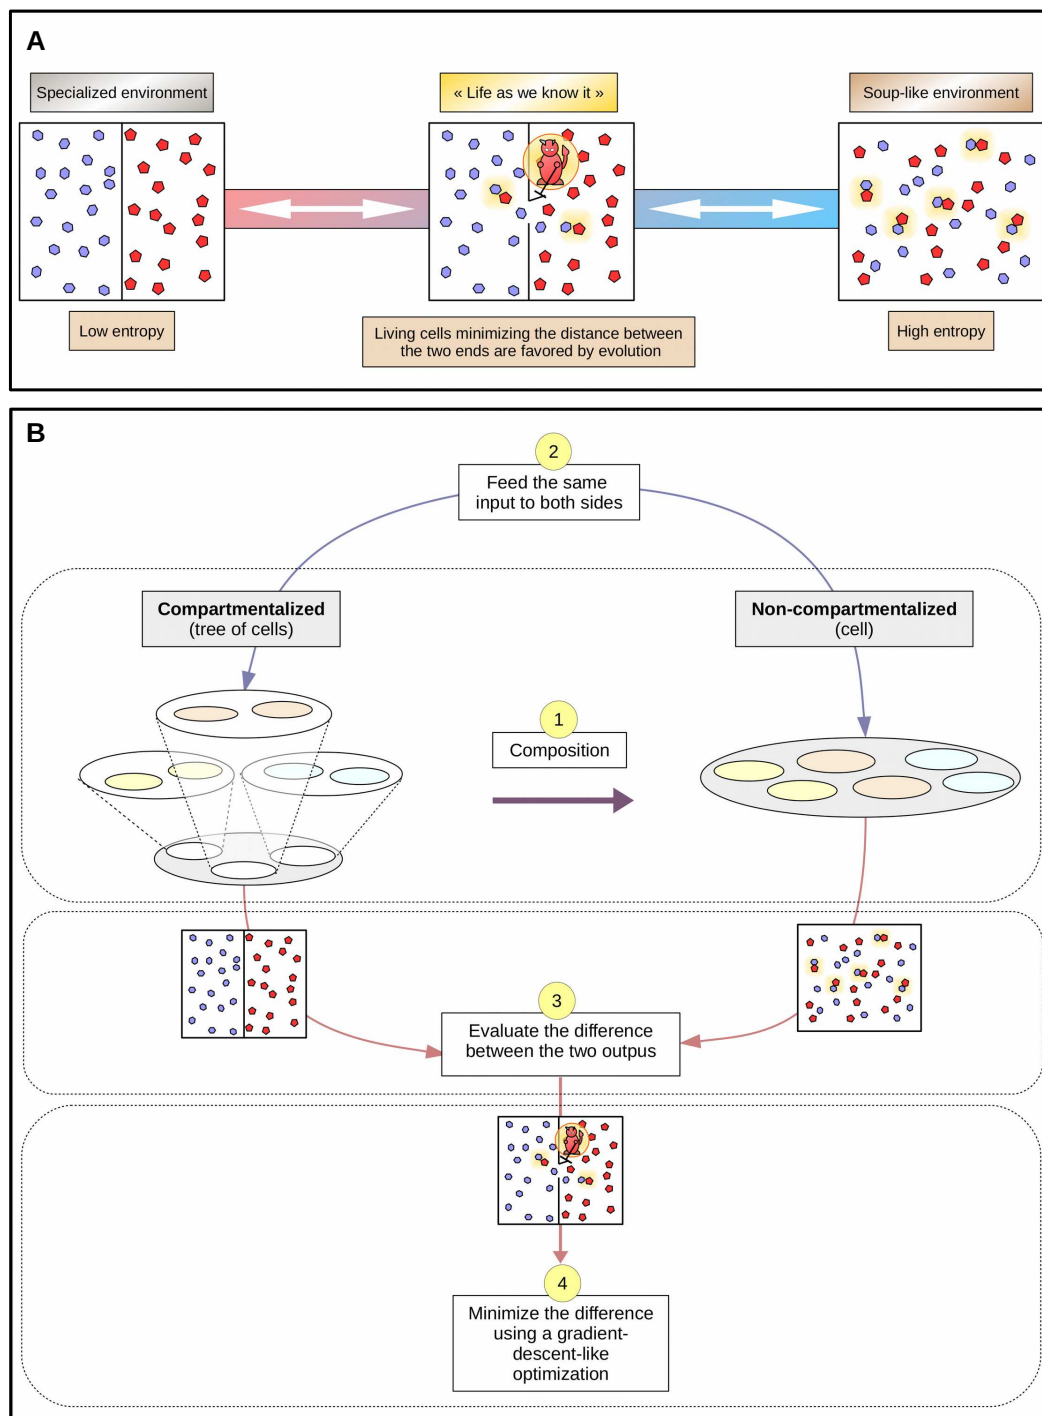 A
Specialized environment
« Life as we know it »
Soup-like environment
Low entropy
Living cells minimizing the distance between
the two ends are favored by evolution
High entropy
B
2
Feed the same
input to both sides
Compartmentalized
(tree of cells)
Non-compartmentalized
(cell)
1
Composition
3
Evaluate the difference
between the two outpus
4
Minimize the difference
using a gradient-
descent-like
optimization